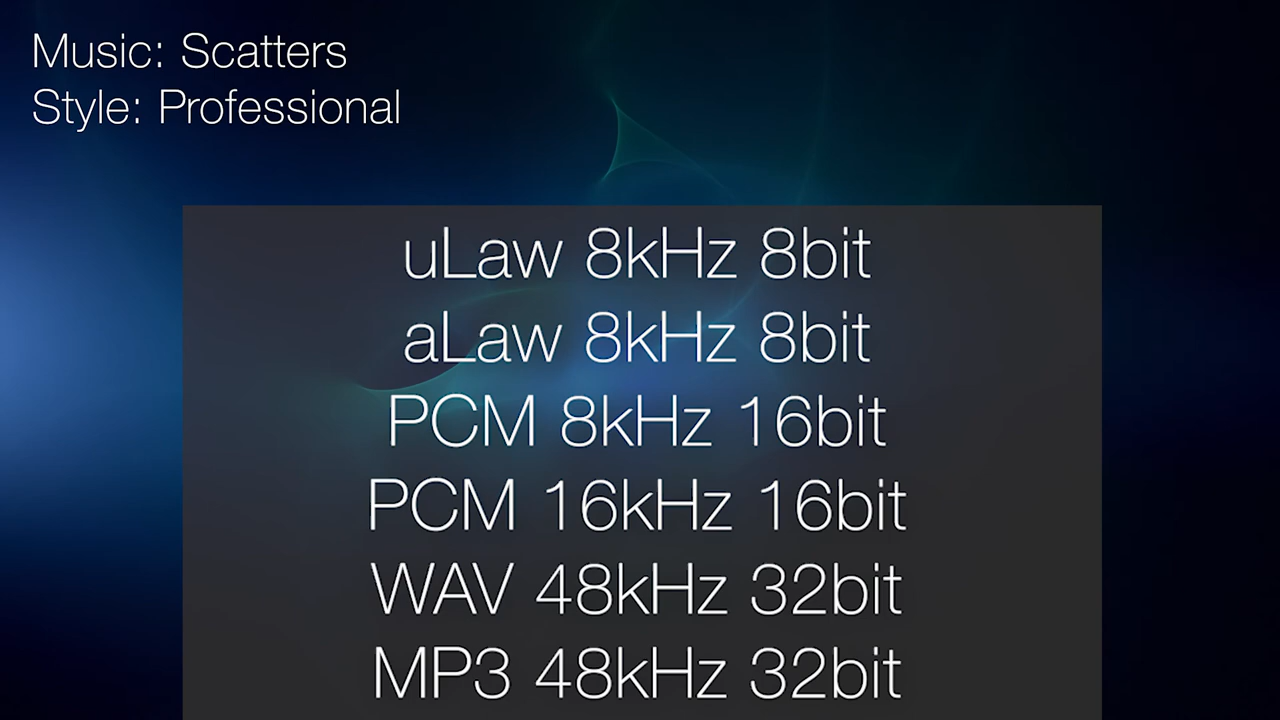 Music: Scatters
Style: Professional
uLaw 8kHz 8bit
aLaw 8kHz 8bit
PCM 8kHz 16bit
PCM 16kHz 16bit
WAV 48kHz 32bit
MP3 48kHz 32bit